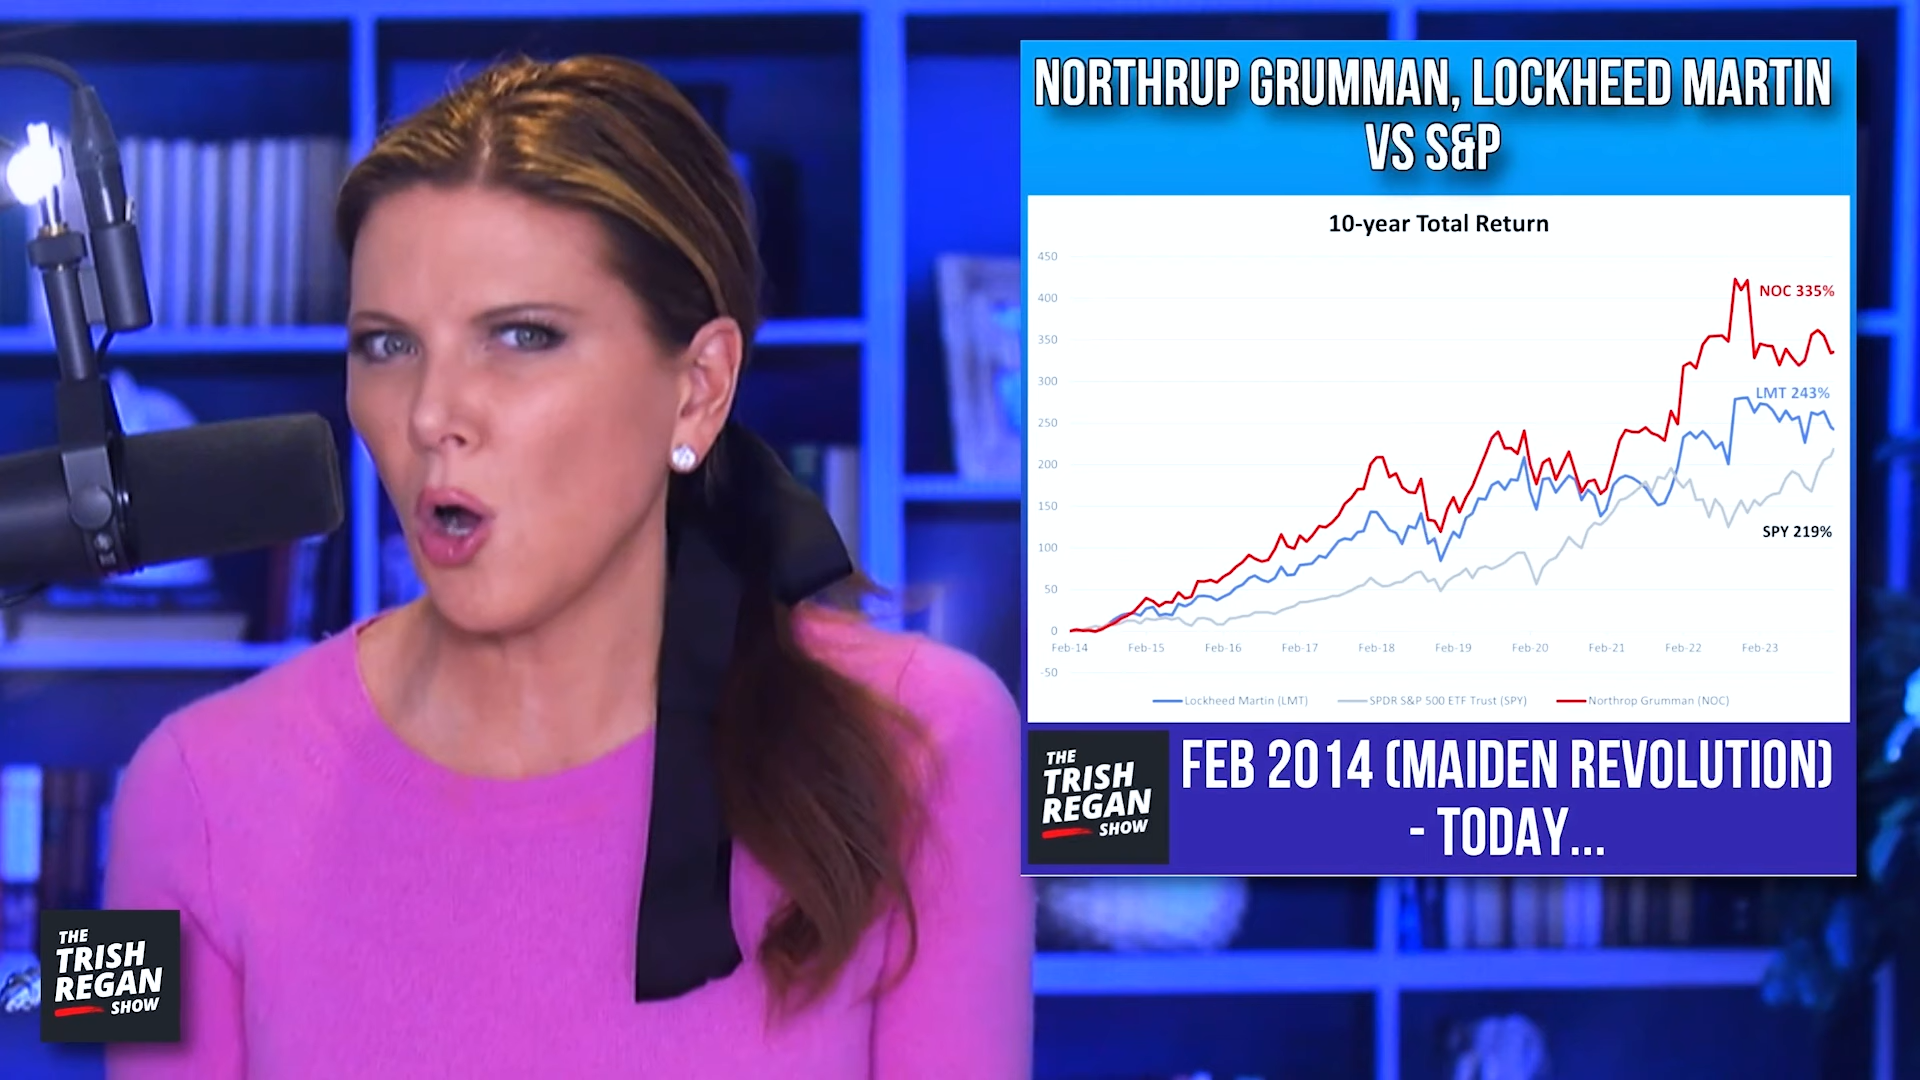 NORTHRUP GRUMMAN, LOCKHEED MARTIN
VS S&P
10-year Total Return
450
400
350
300
250
200
150
100
50
0
-50
NOC 335%
LMT 243%
SPY 219%
Feb-14 Feb-15 Feb-16 Feb-17 Feb-18 Feb-19 Feb-20 Feb-21 Feb-22 Feb-23
Lockheed Martin (LMT) SPDR S&P 500 ETF Trust (SPY) Northrop Grumman (NOC)
THE
TRISH
REGAN
SHOW
FEB 2014 (MAIDEN REVOLUTION)
- TODAY...
THE
TRISH
REGAN
SHOW